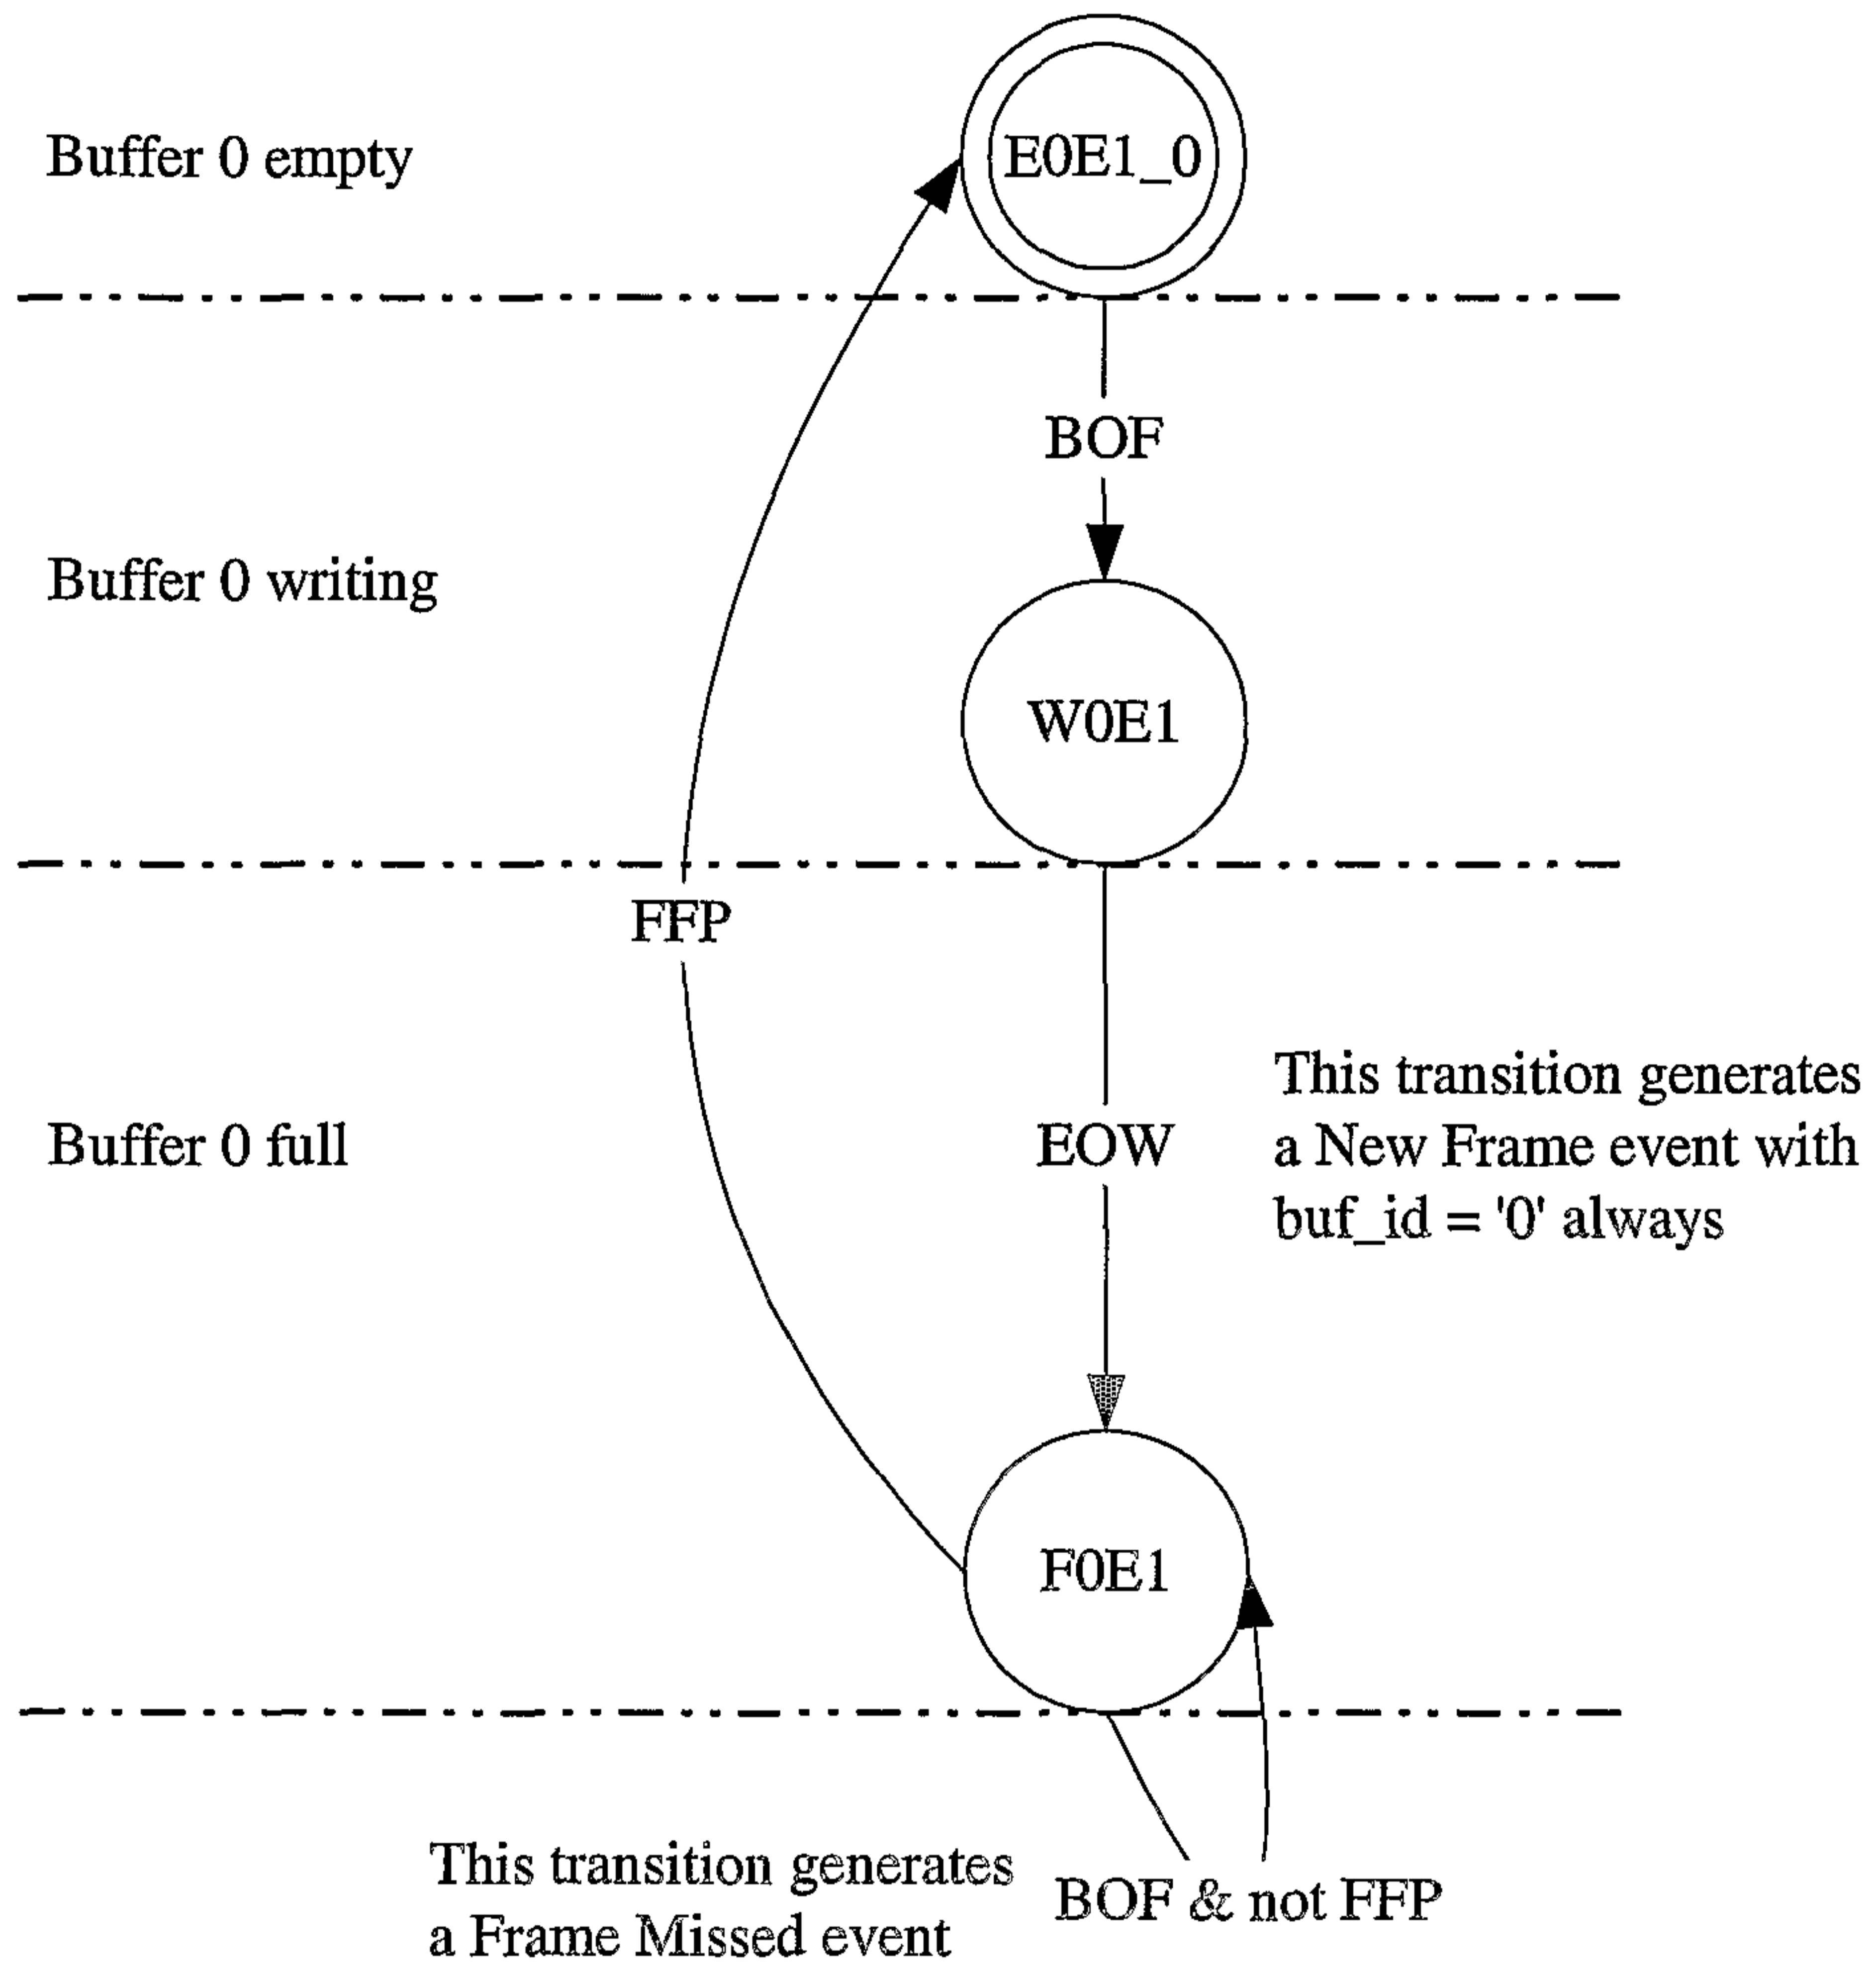 Buffer 0 empty
E0E1_0
BOF
Buffer 0 writing
W0E1
FFP
This transition generates
Buffer 0 full
EOW
a New Frame event with
buf_id = '0' always
F0E1
This transition generates
a Frame Missed event
BOF & not FFP